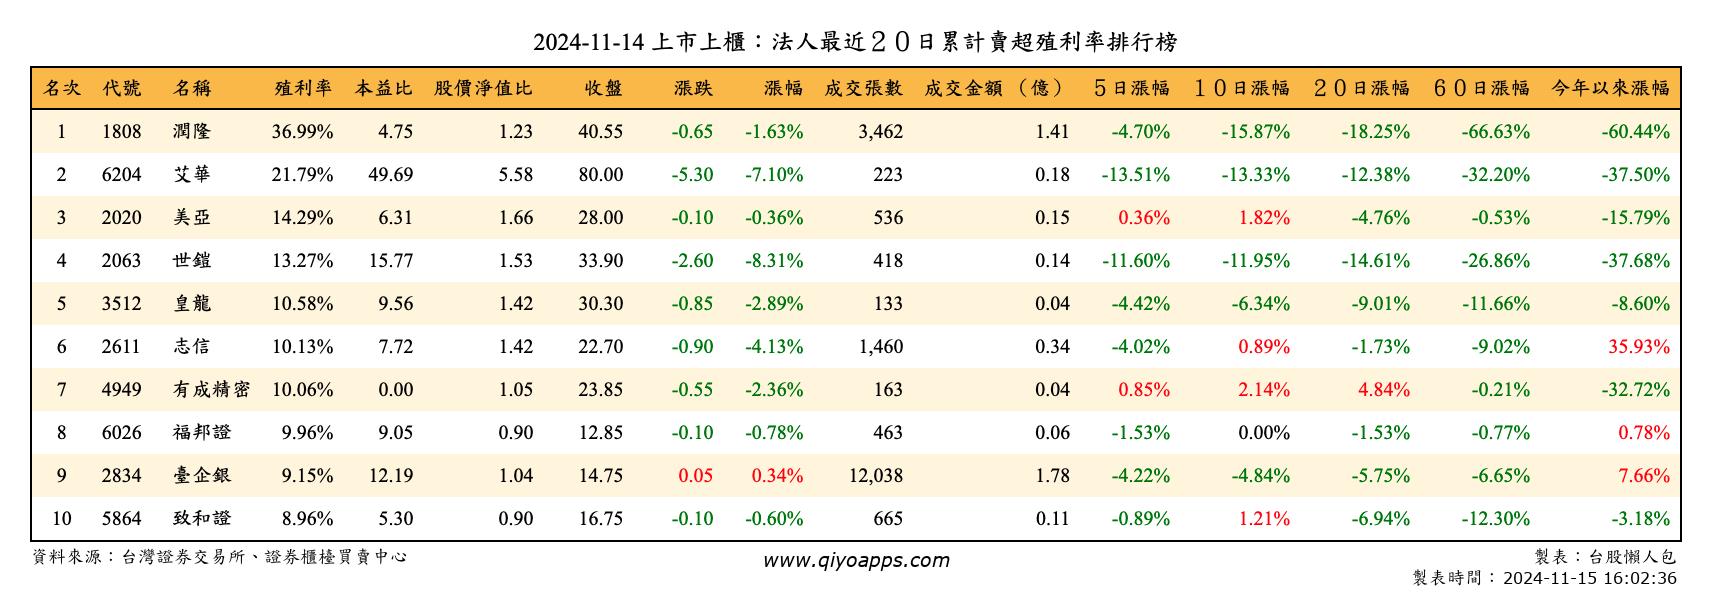 2024-11-14 上市上櫃：法人最近２０日累計賣超殖利率排行榜
名次 代號 名稱 殖利率 本益比 股價淨值比 收盤 漲跌 漲幅 成交張數 成交金額（億） ５日漲幅 １０日漲幅 ２０日漲幅 ６０日漲幅 今年以來漲幅
1 1808 潤隆 36.99% 4.75 1.23 40.55 -0.65 -1.63% 3,462 1.41 -4.70% -15.87% -18.25% -66.63% -60.44%
2 6204 艾華 21.79% 49.69 5.58 80.00 -5.30 -7.10% 223 0.18 -13.51% -13.33% -12.38% -32.20% -37.50%
3 2020 美亞 14.29% 6.31 1.66 28.00 -0.10 -0.36% 536 0.15 0.36% 1.82% -4.76% -0.53% -15.79%
4 2063 世鎧 13.27% 15.77 1.53 33.90 -2.60 -8.31% 418 0.14 -11.60% -11.95% -14.61% -26.86% -37.68%
5 3512 皇龍 10.58% 9.56 1.42 30.30 -0.85 -2.89% 133 0.04 -4.42% -6.34% -9.01% -11.66% -8.60%
6 2611 志信 10.13% 7.72 1.42 22.70 -0.90 -4.13% 1,460 0.34 -4.02% 0.89% -1.73% -9.02% 35.93%
7 4949 有成精密 10.06% 0.00 1.05 23.85 -0.55 -2.36% 163 0.04 0.85% 2.14% 4.84% -0.21% -32.72%
8 6026 福邦證 9.96% 9.05 0.90 12.85 -0.10 -0.78% 463 0.06 -1.53% 0.00% -1.53% -0.77% 0.78%
9 2834 臺企銀 9.15% 12.19 1.04 14.75 0.05 0.34% 12,038 1.78 -4.22% -4.84% -5.75% -6.65% 7.66%
10 5864 致和證 8.96% 5.30 0.90 16.75 -0.10 -0.60% 665 0.11 -0.89% 1.21% -6.94% -12.30% -3.18%
資料來源：台灣證券交易所、證券櫃檯買賣中心 www.qiyoapps.com 製表：台股懶人包
製表時間：2024-11-15 16:02:36